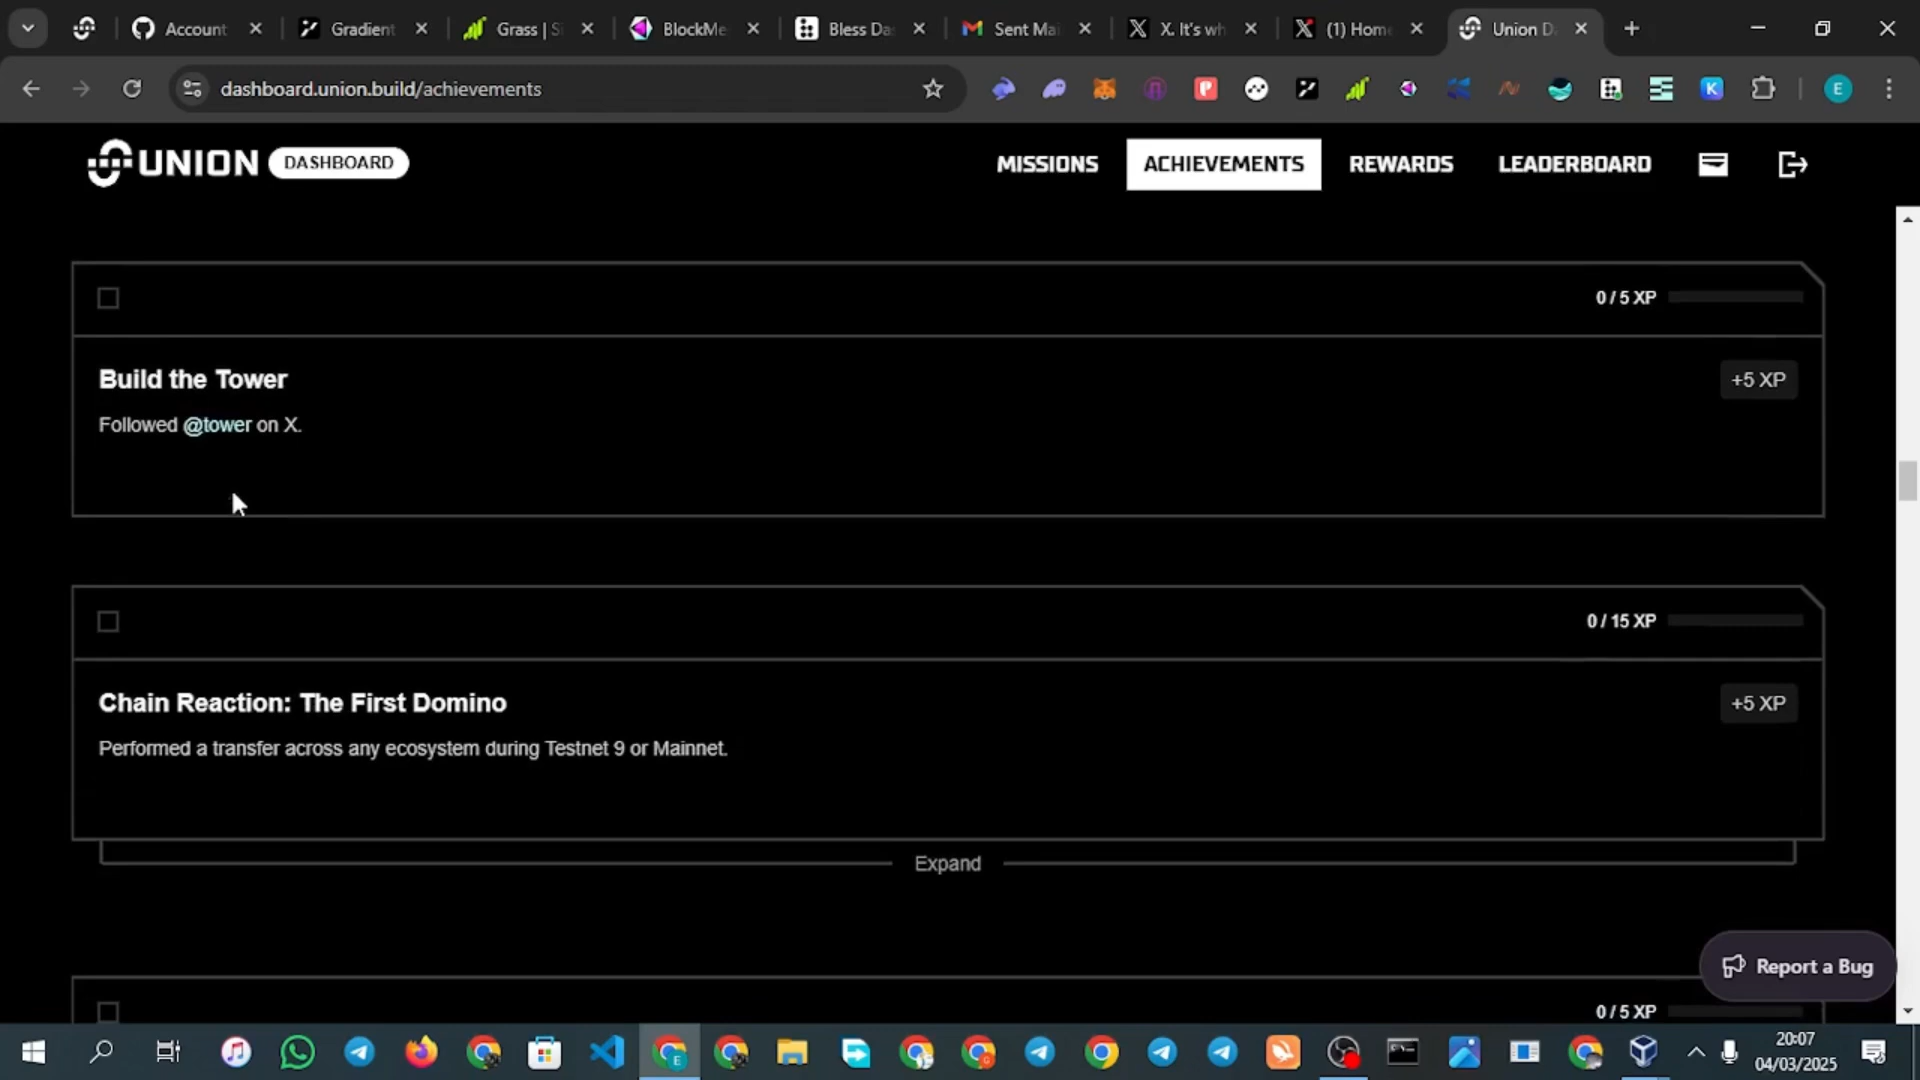 Account
Gradient
Grass | Si
BlockMe
Bless Da
Sent Mai
X. It's wh
(1) Home
Union D
dashboard.union.build/achievements
E
UNION DASHBOARD
MISSIONS
ACHIEVEMENTS
REWARDS
LEADERBOARD
0 / 5 XP
Build the Tower
+5 XP
Followed @tower on X.
0 / 15 XP
Chain Reaction: The First Domino
+5 XP
Performed a transfer across any ecosystem during Testnet 9 or Mainnet.
Expand
Report a Bug
0 / 5 XP
20:07
04/03/2025